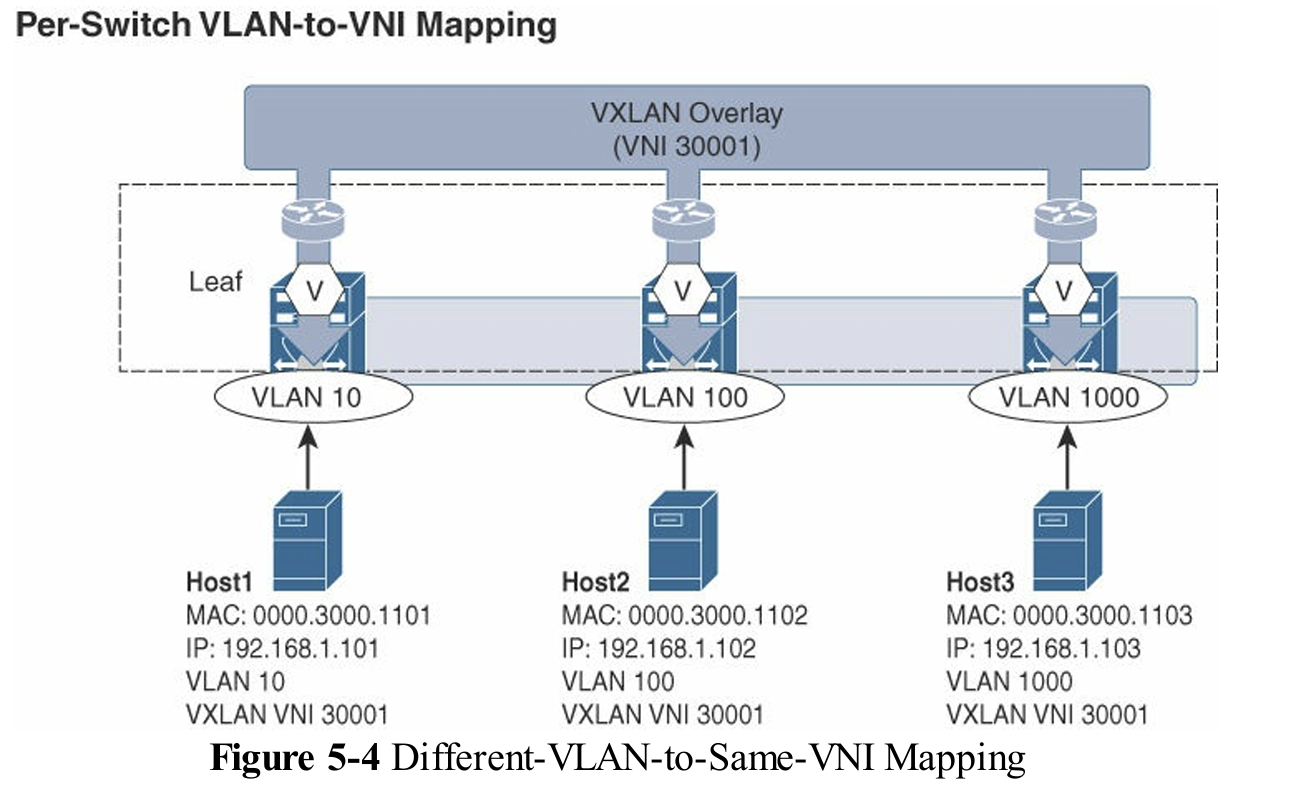 Per-Switch VLAN-to-VNI Mapping
VXLAN Overlay
(VNI 30001)
Leaf
V
V
V
VLAN 10
VLAN 100
VLAN 1000
Host1
MAC: 0000.3000.1101
IP: 192.168.1.101
VLAN 10
VXLAN VNI 30001
Host2
MAC: 0000.3000.1102
IP: 192.168.1.102
VLAN 100
VXLAN VNI 30001
Host3
MAC: 0000.3000.1103
IP: 192.168.1.103
VLAN 1000
VXLAN VNI 30001
Figure 5-4 Different-VLAN-to-Same-VNI Mapping